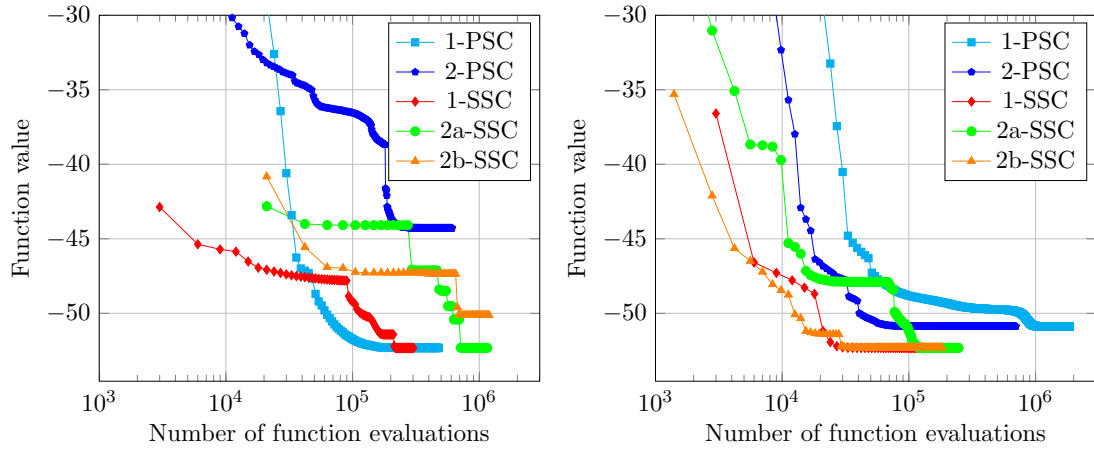 −30
−35
−40
−45
−50
10^3
10^4
10^5
10^6
Function value
Number of function evaluations
1-PSC
2-PSC
1-SSC
2a-SSC
2b-SSC
−30
−35
−40
−45
−50
10^3
10^4
10^5
10^6
Function value
Number of function evaluations
1-PSC
2-PSC
1-SSC
2a-SSC
2b-SSC